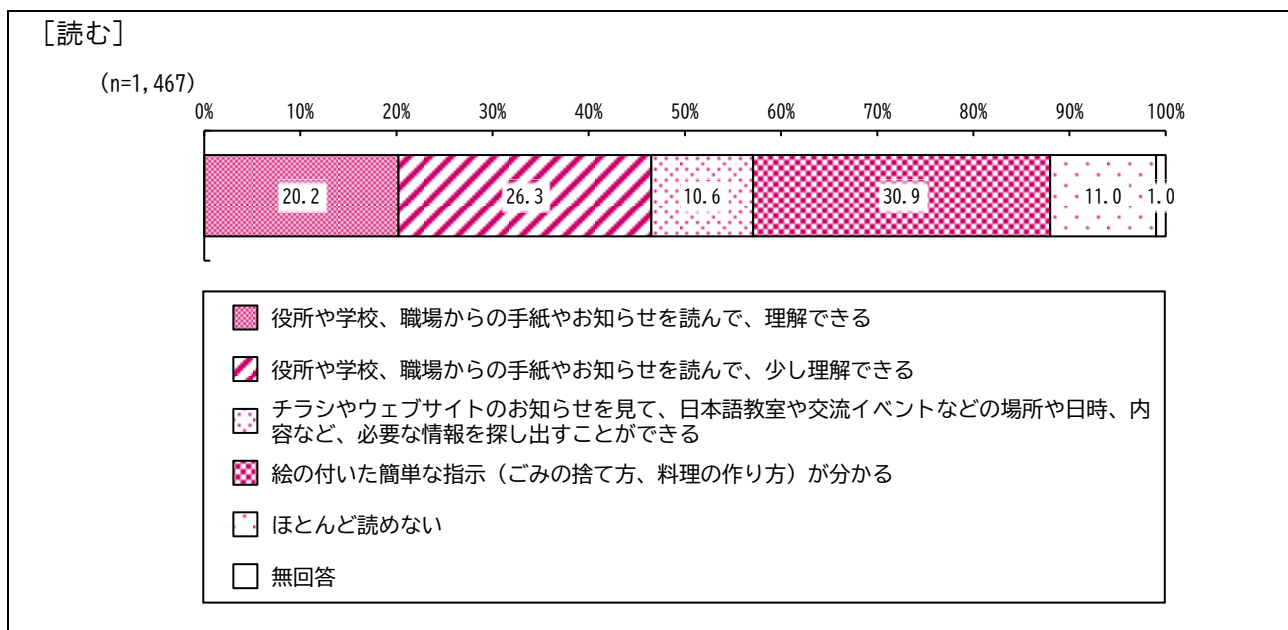 ［読む］
(n=1,467)
0% 10% 20% 30% 40% 50% 60% 70% 80% 90% 100%
20.2 26.3 10.6 30.9 11.0 1.0
役所や学校、職場からの手紙やお知らせを読んで、理解できる
役所や学校、職場からの手紙やお知らせを読んで、少し理解できる
チラシやウェブサイトのお知らせを見て、日本語教室や交流イベントなどの場所や日時、内
容など、必要な情報を探し出すことができる
絵の付いた簡単な指示（ごみの捨て方、料理の作り方）が分かる
ほとんど読めない
無回答